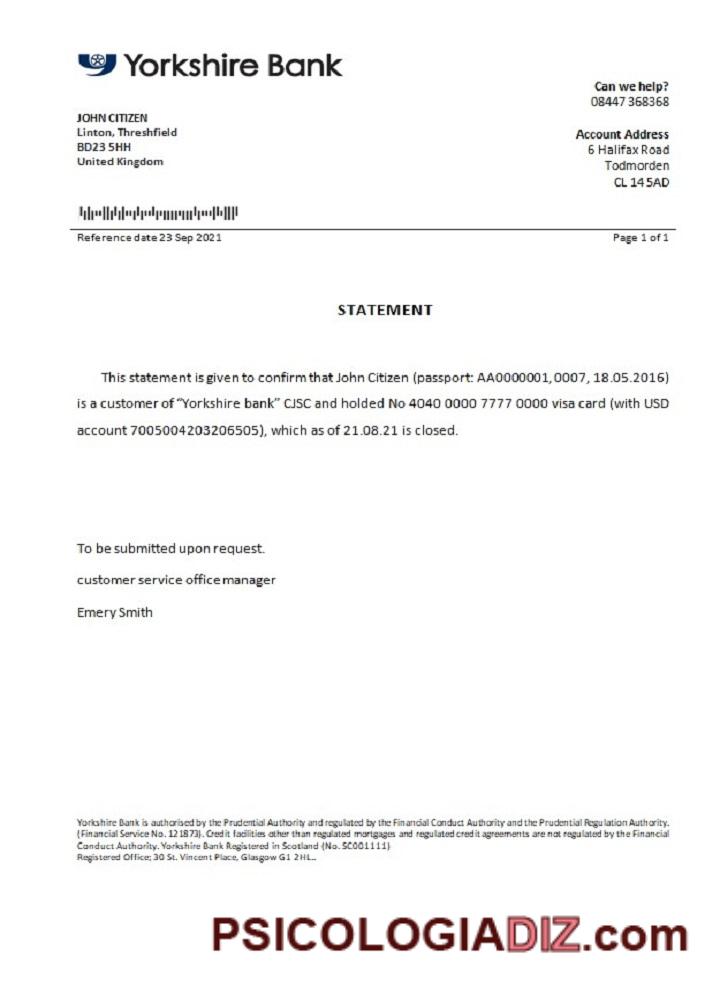 Yorkshire Bank
Can we help?
08447 368368
JOHN CITIZEN
Linton, Threshfield
BD23 5HH
United Kingdom
Account Address
6 Halifax Road
Todmorden
CL 14 5AD
Reference date 23 Sep 2021
Page 1 of 1
STATEMENT
This statement is given to confirm that John Citizen (passport: AA0000001, 0007, 18.05.2016)
is a customer of “Yorkshire bank” CJSC and holded No 4040 0000 7777 0000 visa card (with USD
account 7005004203206505), which as of 21.08.21 is closed.
To be submitted upon request.
customer service office manager
Emery Smith
Yorkshire Bank is authorised by the Prudential Authority and regulated by the Financial Conduct Authority and the Prudential Regulation Authority.
(Financial Service No. 121873). Credit facilities other than regulated mortgages and regulated credit agreements are not regulated by the Financial
Conduct Authority. Yorkshire Bank Registered in Scotland (No. SC001111)
Registered Office; 30 St. Vincent Place, Glasgow G1 2HL..
PSICOLOGIADIZ.com